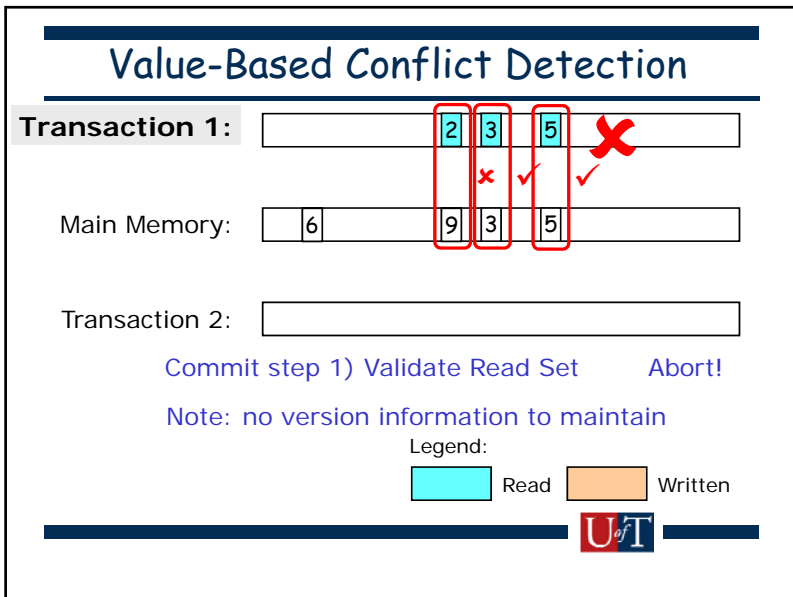 Value-Based Conflict Detection
Transaction 1: 2 3 5
Main Memory: 6 9 3 5
Transaction 2:
Commit step 1) Validate Read Set Abort!
Note: no version information to maintain
Legend:
Read Written
UofT